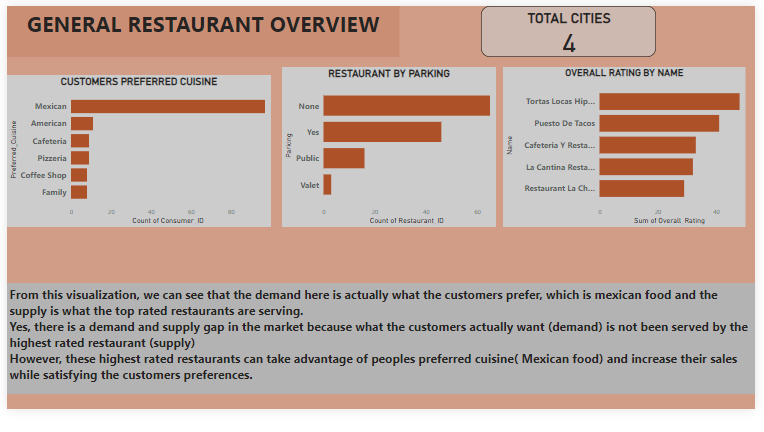 GENERAL RESTAURANT OVERVIEW
TOTAL CITIES
4
CUSTOMERS PREFERRED CUISINE
Preferred_Cuisine
Mexican
American
Cafeteria
Pizzeria
Coffee Shop
Family
0 20 40 60 80
Count of Consumer_ID
RESTAURANT BY PARKING
Parking
None
Yes
Public
Valet
0 20 40 60
Count of Restaurant_ID
OVERALL RATING BY NAME
Name
Tortas Locas Hip...
Puesto De Tacos
Cafeteria Y Resta...
La Cantina Resta...
Restaurant La Ch...
0 20 40
Sum of Overall_Rating
From this visualization, we can see that the demand here is actually what the customers prefer, which is mexican food and the
supply is what the top rated restaurants are serving.
Yes, there is a demand and supply gap in the market because what the customers actually want (demand) is not been served by the
highest rated restaurant (supply)
However, these highest rated restaurants can take advantage of peoples preferred cuisine( Mexican food) and increase their sales
while satisfying the customers preferences.